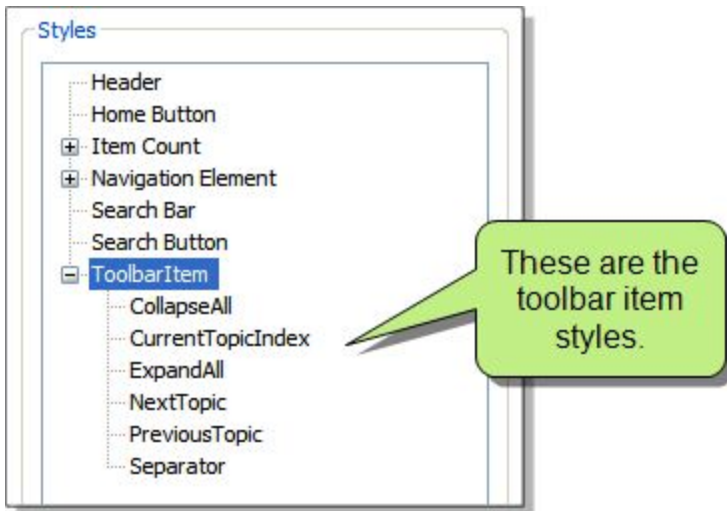 Styles
Header
Home Button
Item Count
Navigation Element
Search Bar
Search Button
ToolbarItem
CollapseAll
CurrentTopicIndex
ExpandAll
NextTopic
PreviousTopic
Separator
These are the
toolbar item
styles.